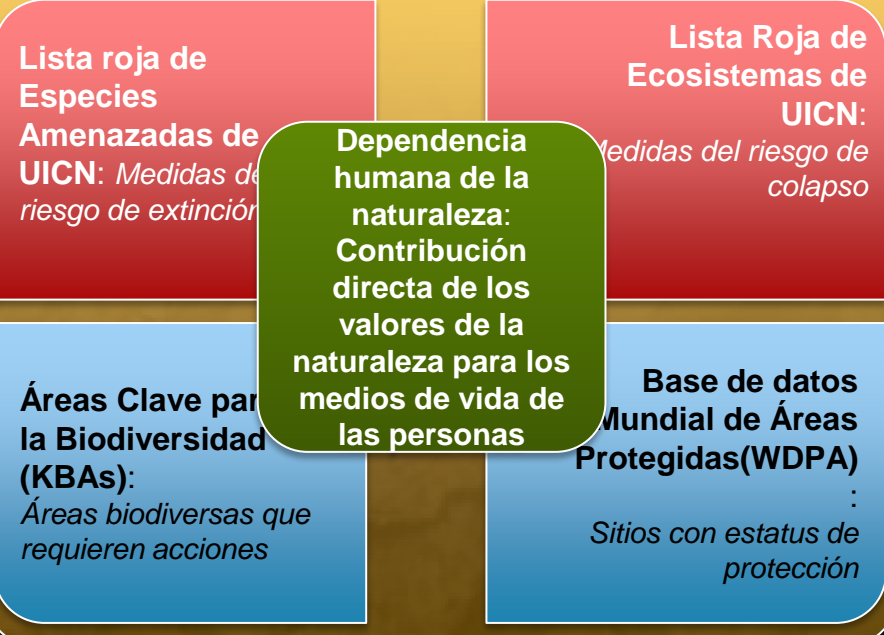 Lista roja de
Especies
Amenazadas de
UICN: Medidas de
riesgo de extinción
Lista Roja de
Ecosistemas de
UICN:
Medidas del riesgo de
colapso
Dependencia
humana de la
naturaleza:
Contribución
directa de los
valores de la
naturaleza para los
medios de vida de
las personas
Áreas Clave para
la Biodiversidad
(KBAs):
Áreas biodiversas que
requieren acciones
Base de datos
Mundial de Áreas
Protegidas(WDPA)
:
Sitios con estatus de
protección